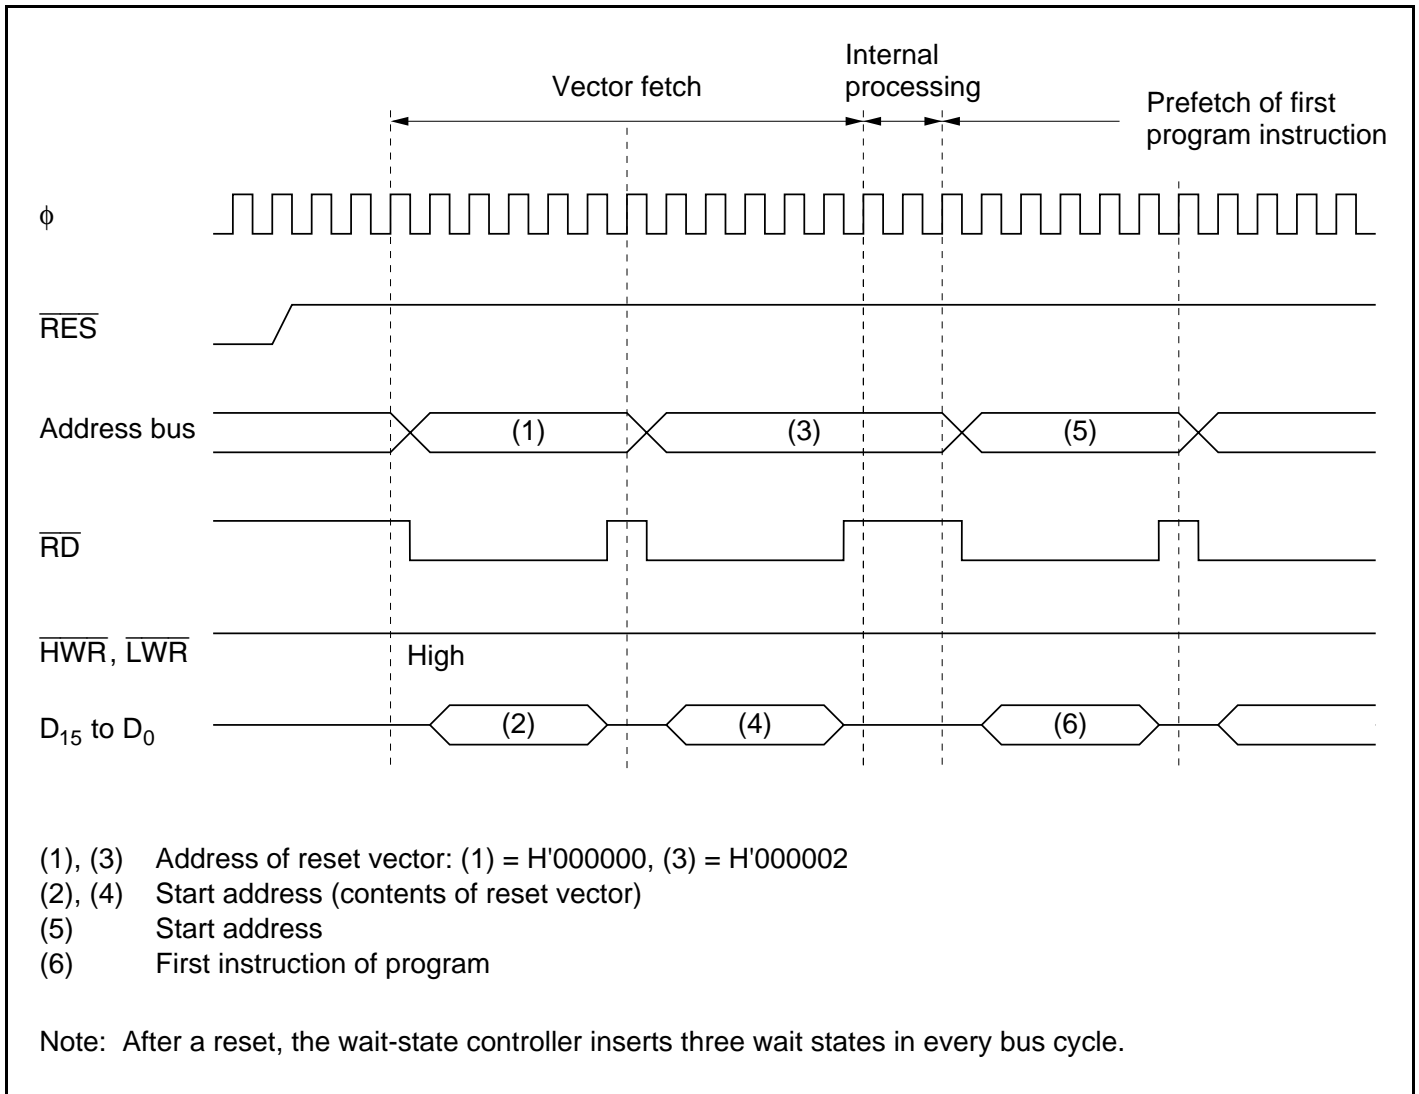 Internal
processing
Vector fetch
Prefetch of first
program instruction
φ
RES
Address bus
(1)
(3)
(5)
RD
HWR, LWR
High
D15 to D0
(2)
(4)
(6)
(1), (3) Address of reset vector: (1) = H'000000, (3) = H'000002
(2), (4) Start address (contents of reset vector)
(5) Start address
(6) First instruction of program
Note: After a reset, the wait-state controller inserts three wait states in every bus cycle.